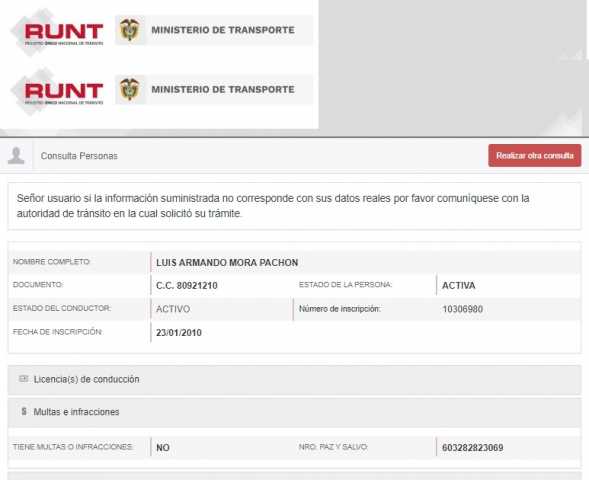 RUNT
REGISTRO ÚNICO NACIONAL DE TRÁNSITO
MINISTERIO DE TRANSPORTE
RUNT
REGISTRO ÚNICO NACIONAL DE TRÁNSITO
MINISTERIO DE TRANSPORTE
Consulta Personas
Realizar otra consulta
Señor usuario si la información suministrada no corresponde con sus datos reales por favor comuníquese con la
autoridad de tránsito en la cual solicitó su trámite.
NOMBRE COMPLETO: LUIS ARMANDO MORA PACHON
DOCUMENTO: C.C. 80921210 ESTADO DE LA PERSONA: ACTIVA
ESTADO DEL CONDUCTOR: ACTIVO Número de inscripción: 10306980
FECHA DE INSCRIPCIÓN: 23/01/2010
Licencia(s) de conducción
$ Multas e infracciones
TIENE MULTAS O INFRACCIONES: NO NRO. PAZ Y SALVO: 603282823069